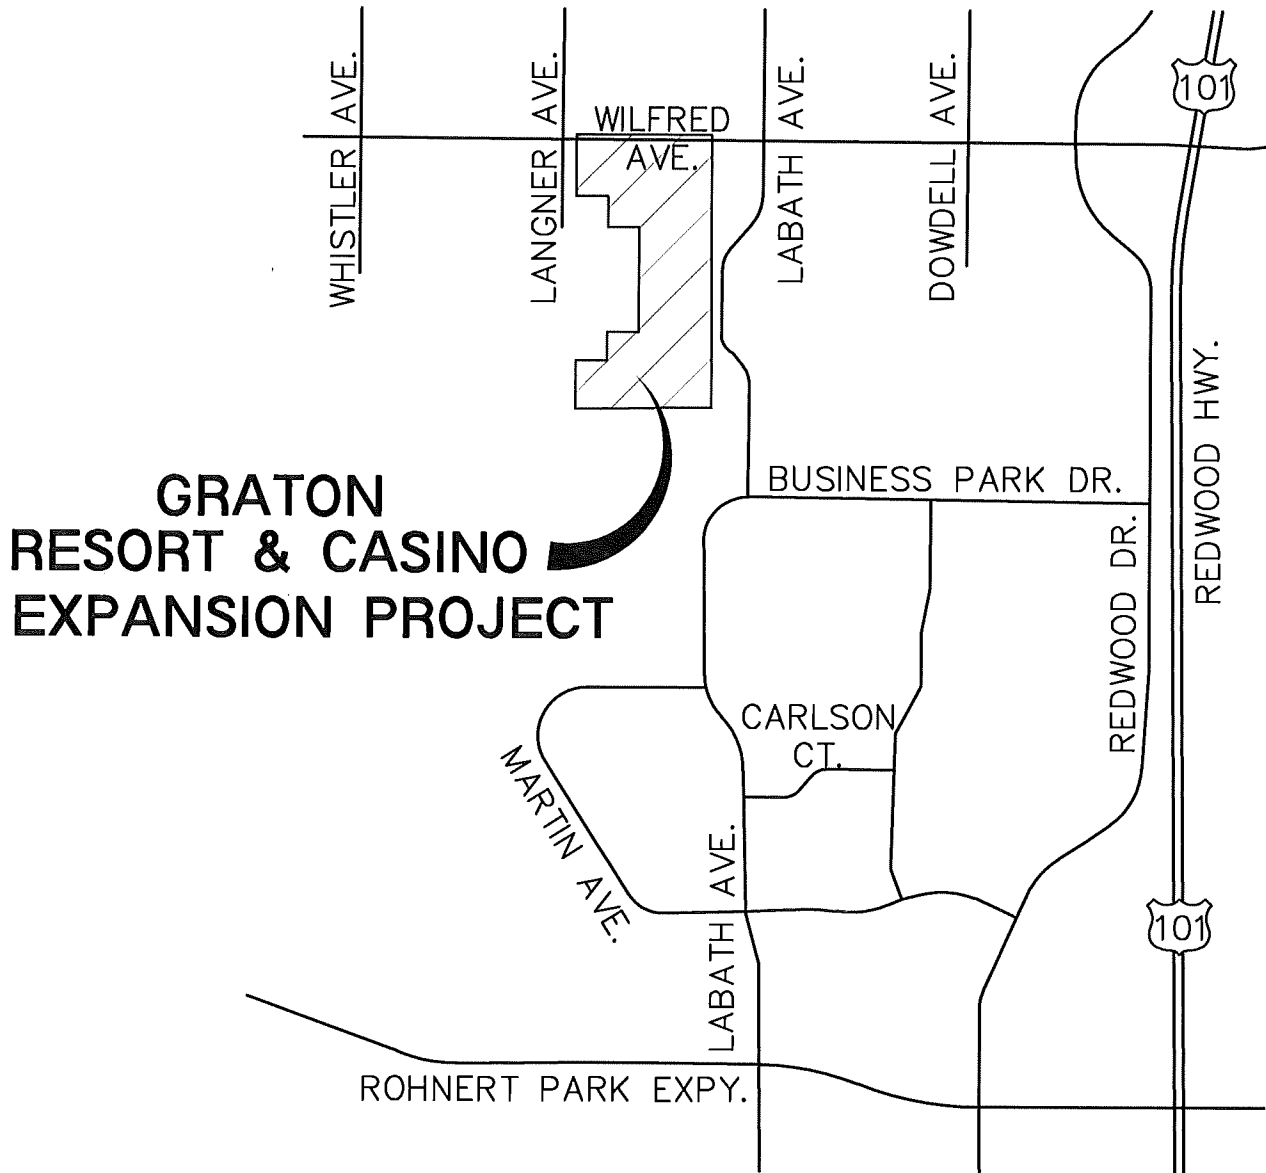 WHISTLER AVE.
LANGNER AVE.
WILFRED
AVE.
LABATH AVE.
DOWDELL AVE.
101
REDWOOD HWY.
GRATON
RESORT & CASINO
EXPANSION PROJECT
BUSINESS PARK DR.
REDWOOD DR.
CARLSON
CT.
MARTIN AVE.
LABATH AVE.
101
ROHNERT PARK EXPY.